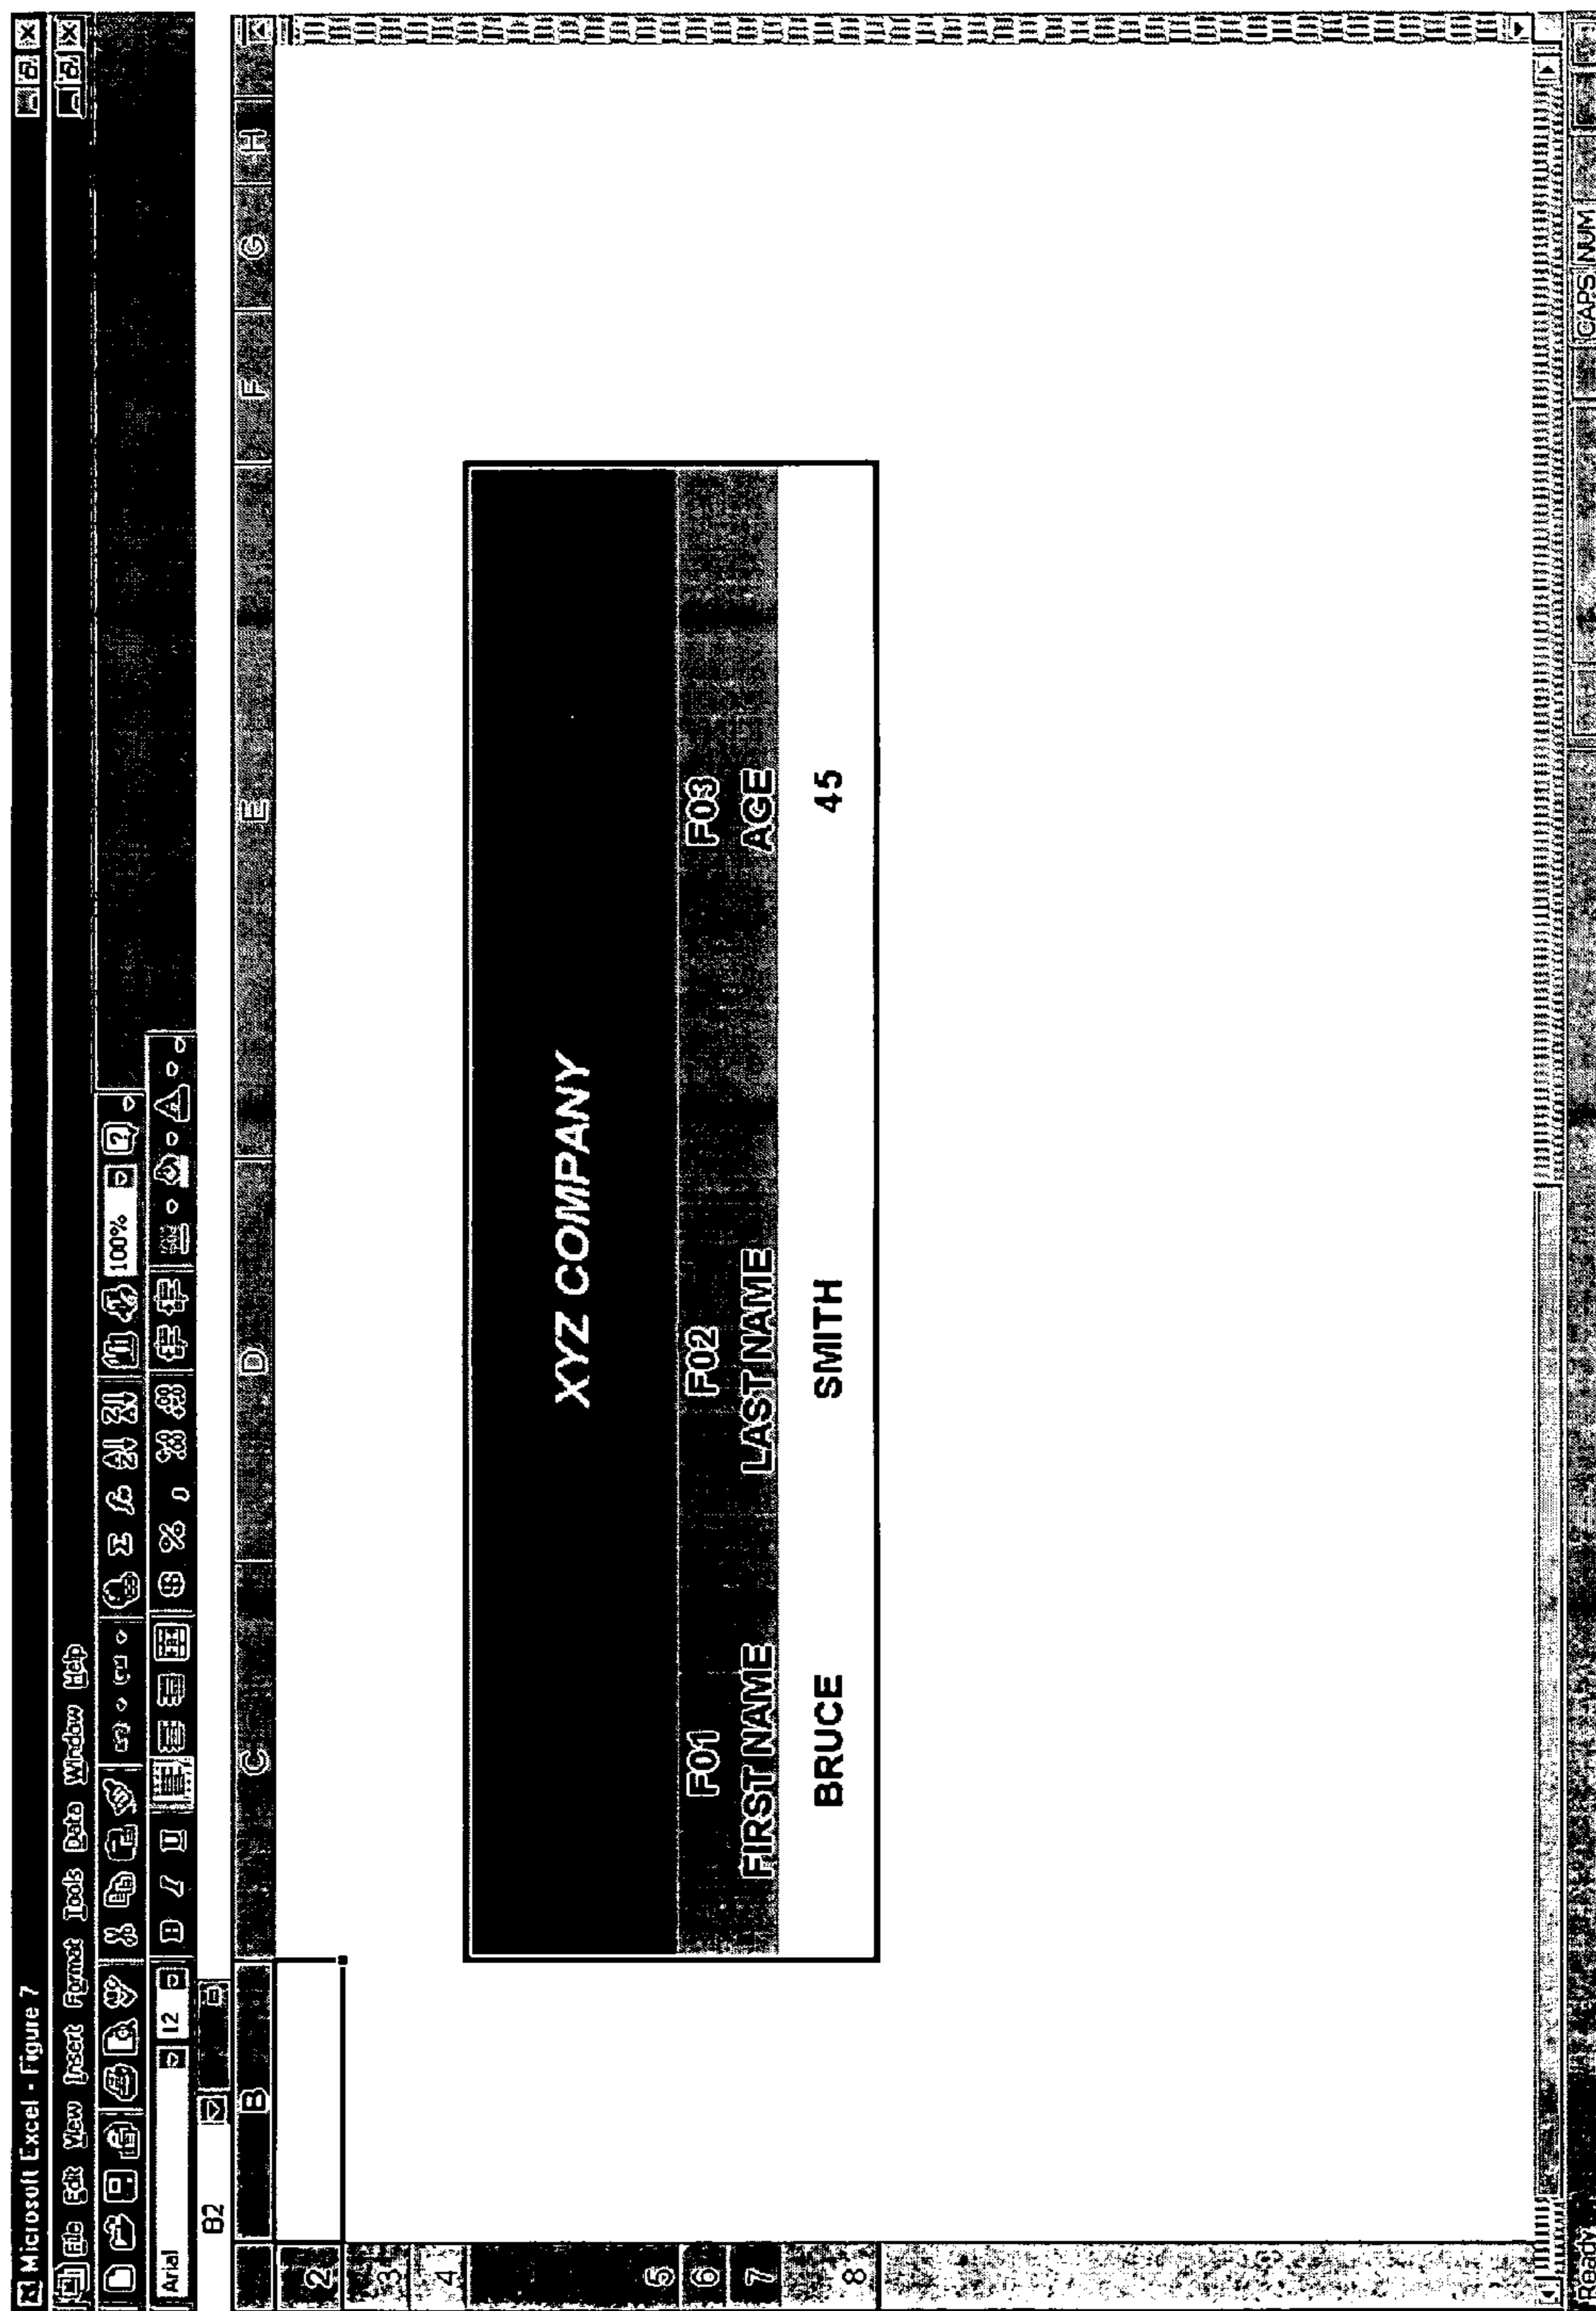 Microsoft Excel - Figure 7
File Edit View Insert Format Tools Data Window Help
100%
Arial 12 B I U $ % ,
B2
B C D E F G H
2
3
4
5 XYZ COMPANY
6 F01 F02 F03
7 FIRST NAME LAST NAME AGE
8 BRUCE SMITH 45
Ready CAPS NUM